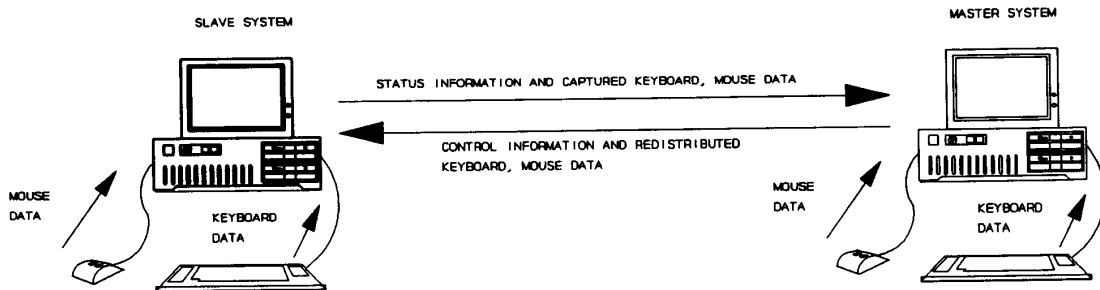 SLAVE SYSTEM
MASTER SYSTEM
STATUS INFORMATION AND CAPTURED KEYBOARD, MOUSE DATA
CONTROL INFORMATION AND REDISTRIBUTED
KEYBOARD, MOUSE DATA
MOUSE
DATA
KEYBOARD
DATA
MOUSE
DATA
KEYBOARD
DATA